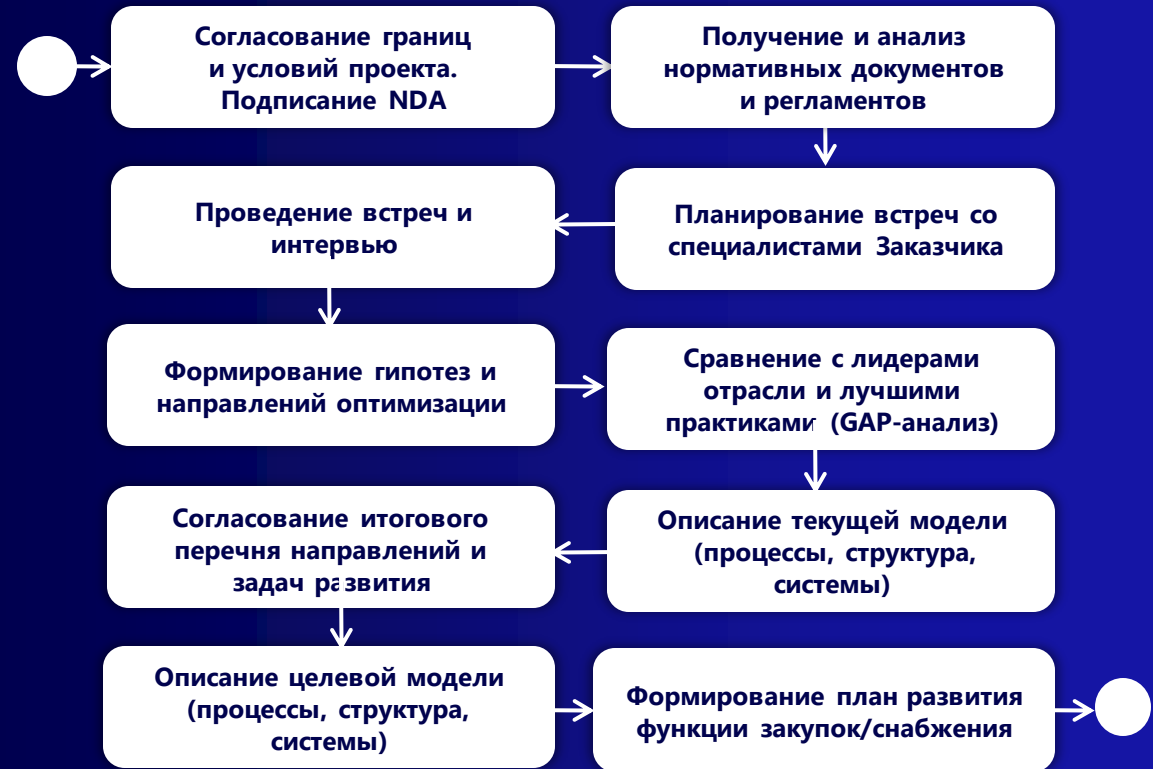 Согласование границ
и условий проекта.
Подписание NDA
Получение и анализ
нормативных документов
и регламентов
Планирование встреч со
специалистами Заказчика
Проведение встреч и
интервью
Формирование гипотез и
направлений оптимизации
Сравнение с лидерами
отрасли и лучшими
практиками (GAP-анализ)
Описание текущей модели
(процессы, структура,
системы)
Согласование итогового
перечня направлений и
задач развития
Описание целевой модели
(процессы, структура,
системы)
Формирование план развития
функции закупок/снабжения